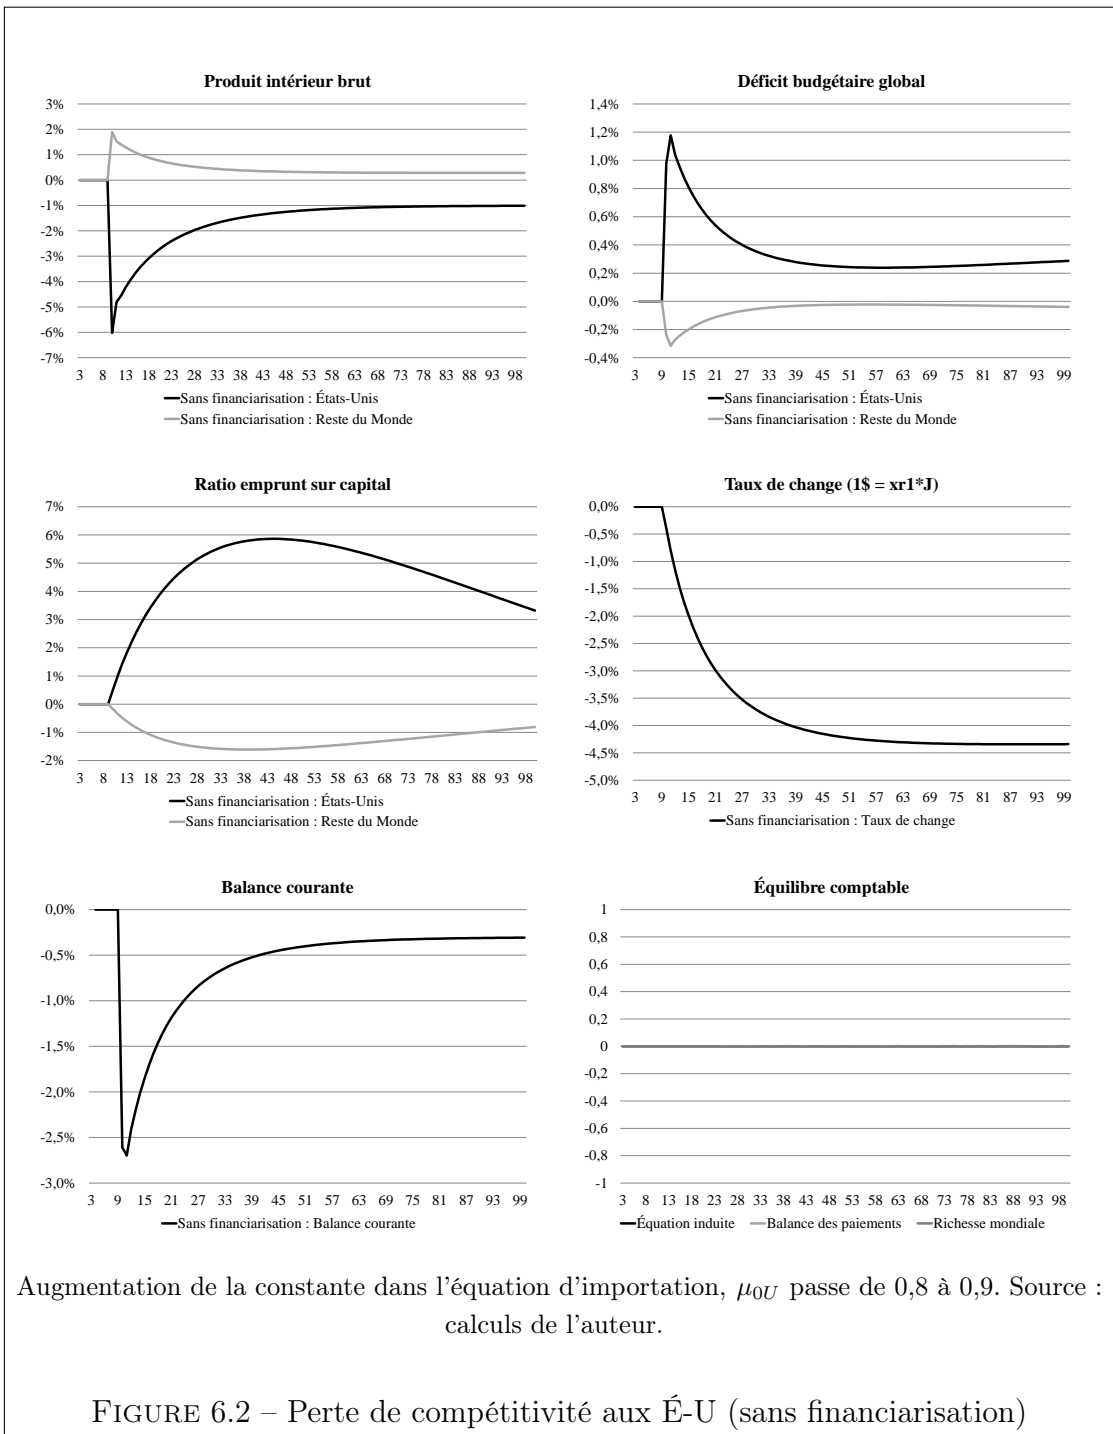 Produit intérieur brut
3%
2%
1%
0%
-1%
-2%
-3%
-4%
-5%
-6%
-7%
3 8 13 18 23 28 33 38 43 48 53 58 63 68 73 78 83 88 93 98
Sans financiarisation : États-Unis
Sans financiarisation : Reste du Monde
Déficit budgétaire global
1,4%
1,2%
1,0%
0,8%
0,6%
0,4%
0,2%
0,0%
-0,2%
-0,4%
3 9 15 21 27 33 39 45 51 57 63 69 75 81 87 93 99
Sans financiarisation : États-Unis
Sans financiarisation : Reste du Monde
Ratio emprunt sur capital
7%
6%
5%
4%
3%
2%
1%
0%
-1%
-2%
3 8 13 18 23 28 33 38 43 48 53 58 63 68 73 78 83 88 93 98
Sans financiarisation : États-Unis
Sans financiarisation : Reste du Monde
Taux de change (1$ = xr1*J)
0,0%
-0,5%
-1,0%
-1,5%
-2,0%
-2,5%
-3,0%
-3,5%
-4,0%
-4,5%
-5,0%
3 9 15 21 27 33 39 45 51 57 63 69 75 81 87 93 99
Sans financiarisation : Taux de change
Balance courante
0,0%
-0,5%
-1,0%
-1,5%
-2,0%
-2,5%
-3,0%
3 9 15 21 27 33 39 45 51 57 63 69 75 81 87 93 99
Sans financiarisation : Balance courante
Équilibre comptable
1
0,8
0,6
0,4
0,2
0
-0,2
-0,4
-0,6
-0,8
-1
3 8 13 18 23 28 33 38 43 48 53 58 63 68 73 78 83 88 93 98
Équation induite Balance des paiements Richesse mondiale
Augmentation de la constante dans l'équation d'importation, μ0U passe de 0,8 à 0,9. Source :
calculs de l'auteur.
FIGURE 6.2 – Perte de compétitivité aux É-U (sans financiarisation)